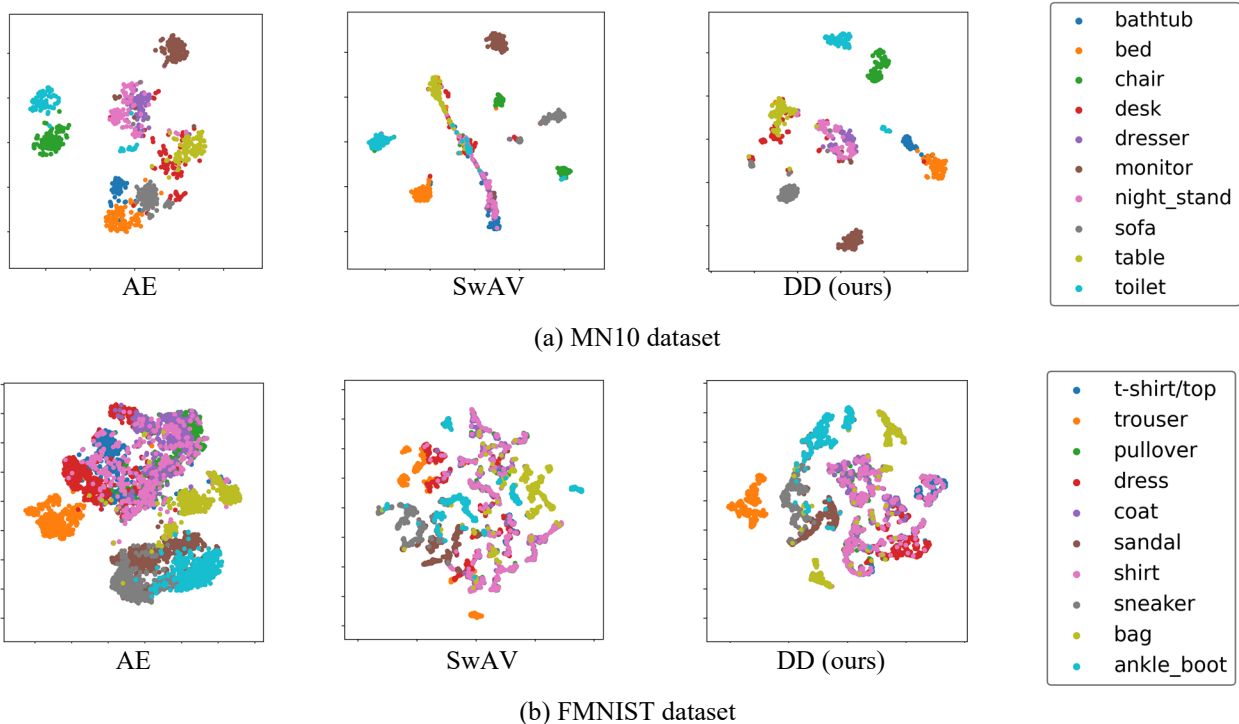 bathtub
bed
chair
desk
dresser
monitor
night_stand
sofa
table
toilet
AE
SwAV
DD (ours)
(a) MN10 dataset
t-shirt/top
trouser
pullover
dress
coat
sandal
shirt
sneaker
bag
ankle_boot
AE
SwAV
DD (ours)
(b) FMNIST dataset